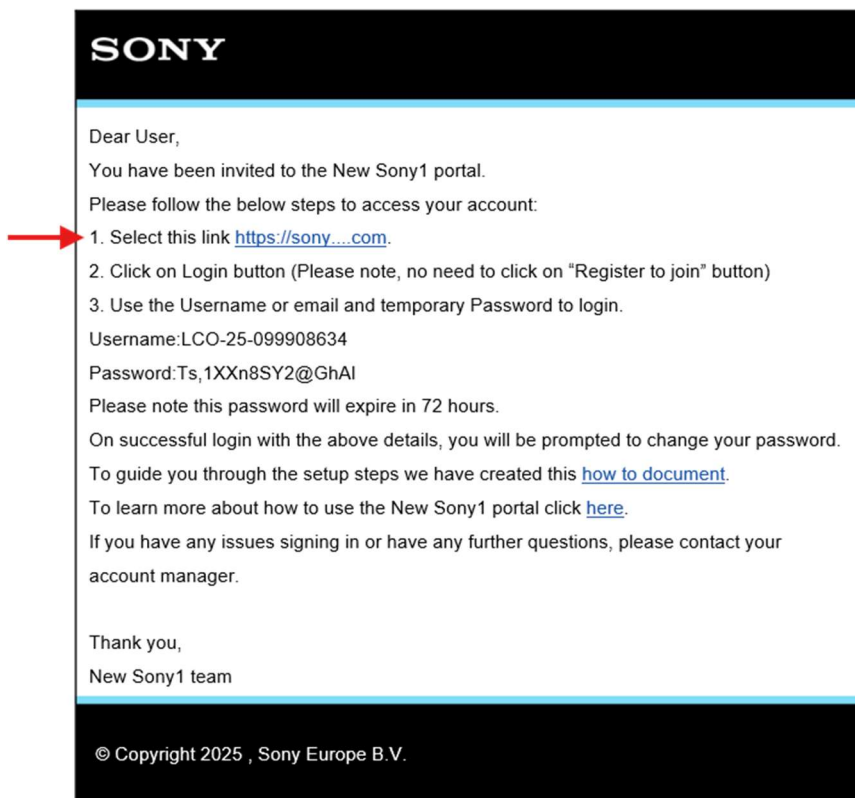 SONY
Dear User,
You have been invited to the New Sony1 portal.
Please follow the below steps to access your account:
1. Select this link https://sony....com.
2. Click on Login button (Please note, no need to click on “Register to join” button)
3. Use the Username or email and temporary Password to login.
Username:LCO-25-099908634
Password:Ts,1XXn8SY2@GhAI
Please note this password will expire in 72 hours.
On successful login with the above details, you will be prompted to change your password.
To guide you through the setup steps we have created this how to document.
To learn more about how to use the New Sony1 portal click here.
If you have any issues signing in or have any further questions, please contact your
account manager.
Thank you,
New Sony1 team
© Copyright 2025 , Sony Europe B.V.